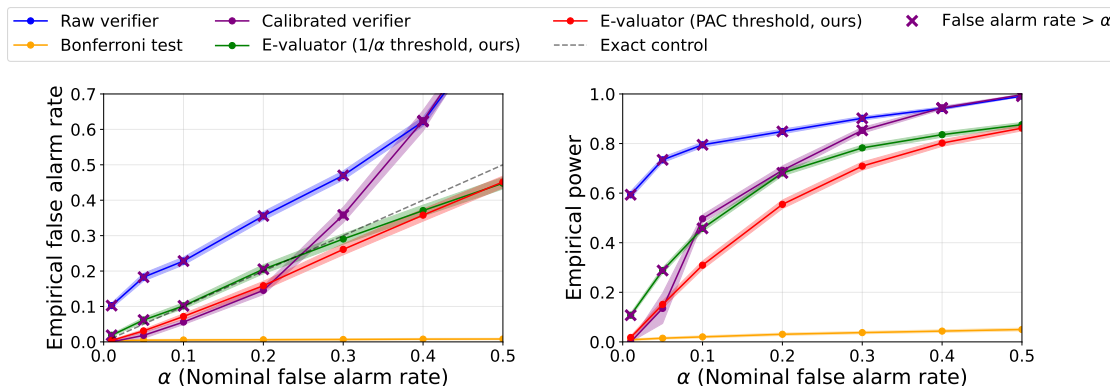 Raw verifier
Calibrated verifier
E-valuator (PAC threshold, ours)
False alarm rate > α
Bonferroni test
E-valuator (1/α threshold, ours)
Exact control
Empirical false alarm rate
0.7
0.6
0.5
0.4
0.3
0.2
0.1
0.0
0.0 0.1 0.2 0.3 0.4 0.5
α (Nominal false alarm rate)
Empirical power
1.0
0.8
0.6
0.4
0.2
0.0
0.0 0.1 0.2 0.3 0.4 0.5
α (Nominal false alarm rate)